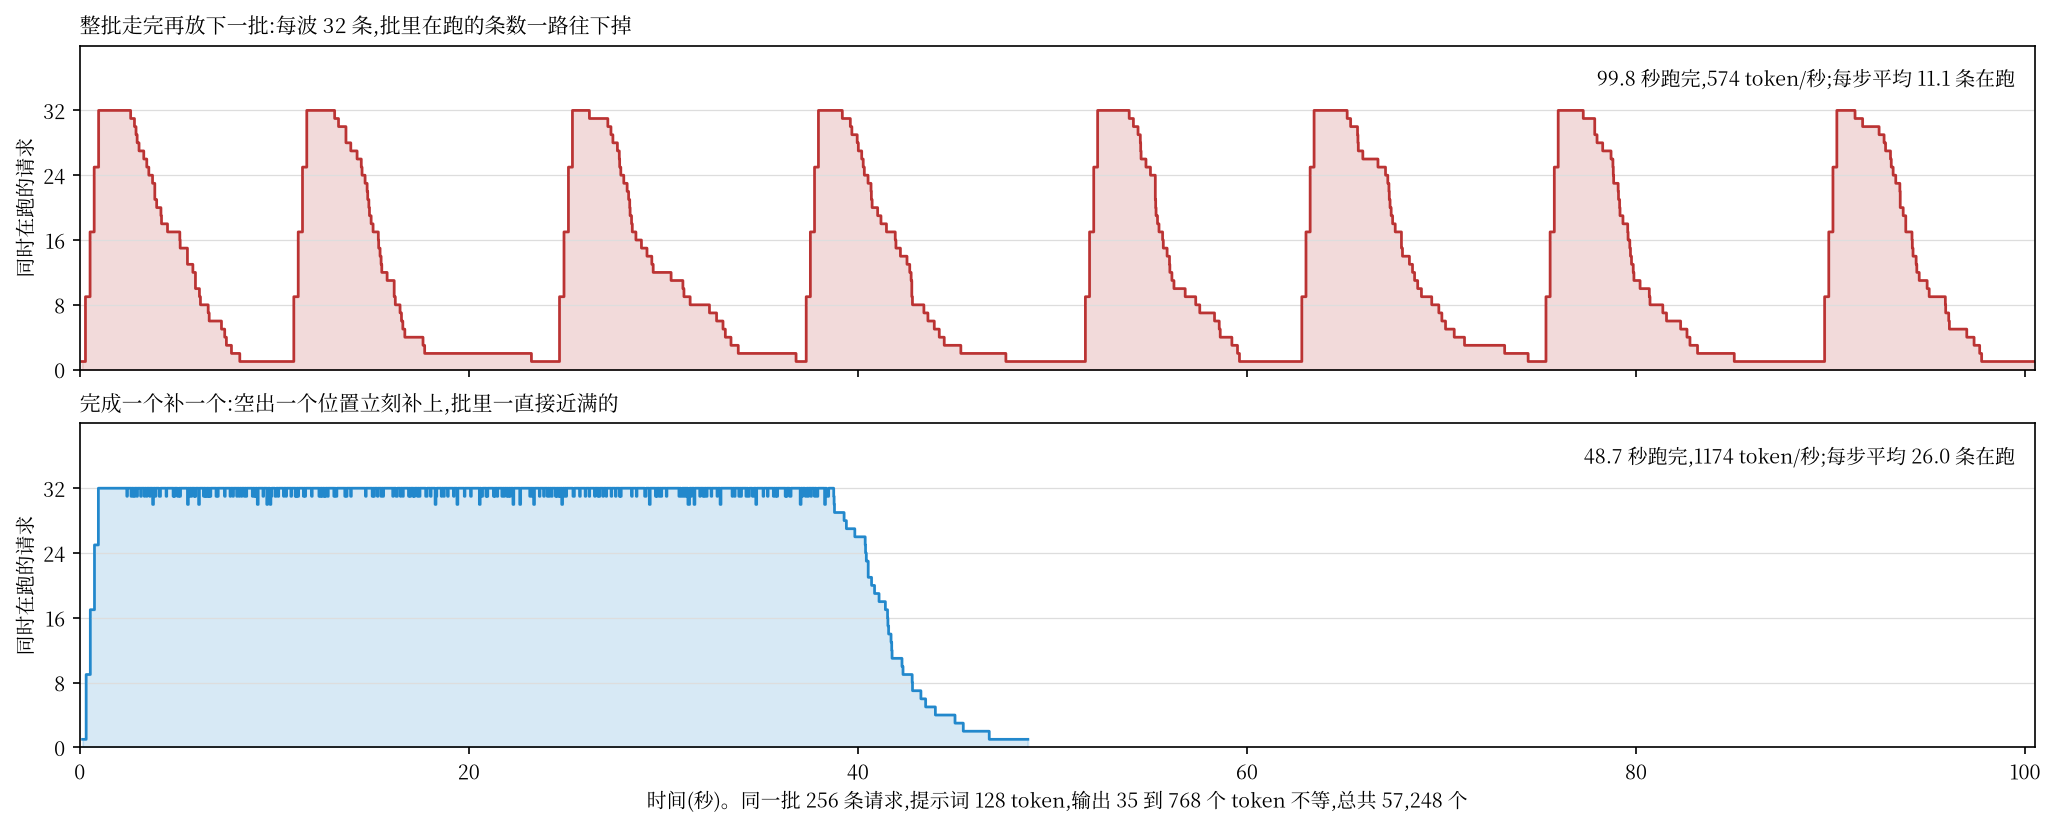 整批走完再放下一批:每波 32 条,批里在跑的条数一路往下掉
99.8 秒跑完,574 token/秒;每步平均 11.1 条在跑
同时在跑的请求
32
24
16
8
0
完成一个补一个:空出一个位置立刻补上,批里一直接近满的
48.7 秒跑完,1174 token/秒;每步平均 26.0 条在跑
同时在跑的请求
32
24
16
8
0
0 20 40 60 80 100
时间(秒)。同一批 256 条请求,提示词 128 token,输出 35 到 768 个 token 不等,总共 57,248 个